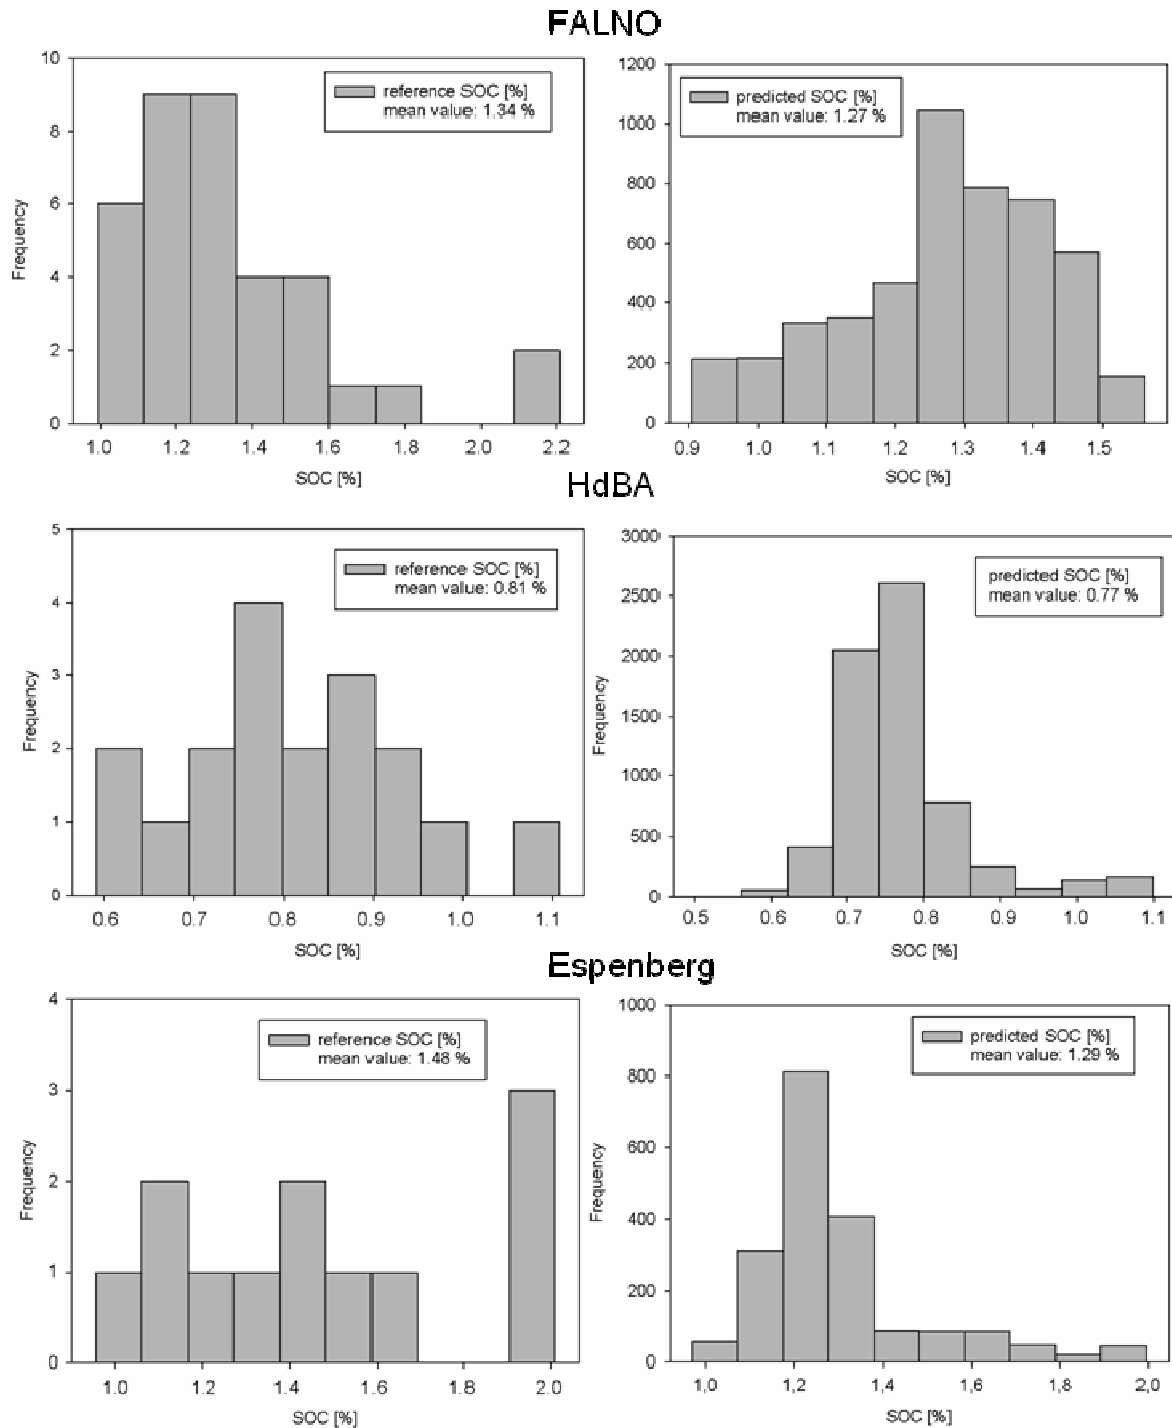 FALNO
10
8
6
4
2
0
Frequency
reference SOC [%]
mean value: 1.34 %
1.0 1.2 1.4 1.6 1.8 2.0 2.2
SOC [%]
1200
1000
800
600
400
200
0
predicted SOC [%]
mean value: 1.27 %
0.9 1.0 1.1 1.2 1.3 1.4 1.5
SOC [%]
HdBA
5
4
3
2
1
0
Frequency
reference SOC [%]
mean value: 0.81 %
0.6 0.7 0.8 0.9 1.0 1.1
SOC [%]
3000
2500
2000
1500
1000
500
0
Frequency
predicted SOC [%]
mean value: 0.77 %
0.5 0.6 0.7 0.8 0.9 1.0 1.1
SOC [%]
Espenberg
4
3
2
1
0
Frequency
reference SOC [%]
mean value: 1.48 %
1.0 1.2 1.4 1.6 1.8 2.0
SOC [%]
1000
800
600
400
200
0
Frequency
predicted SOC [%]
mean value: 1.29 %
1,0 1,2 1,4 1,6 1,8 2,0
SOC [%]